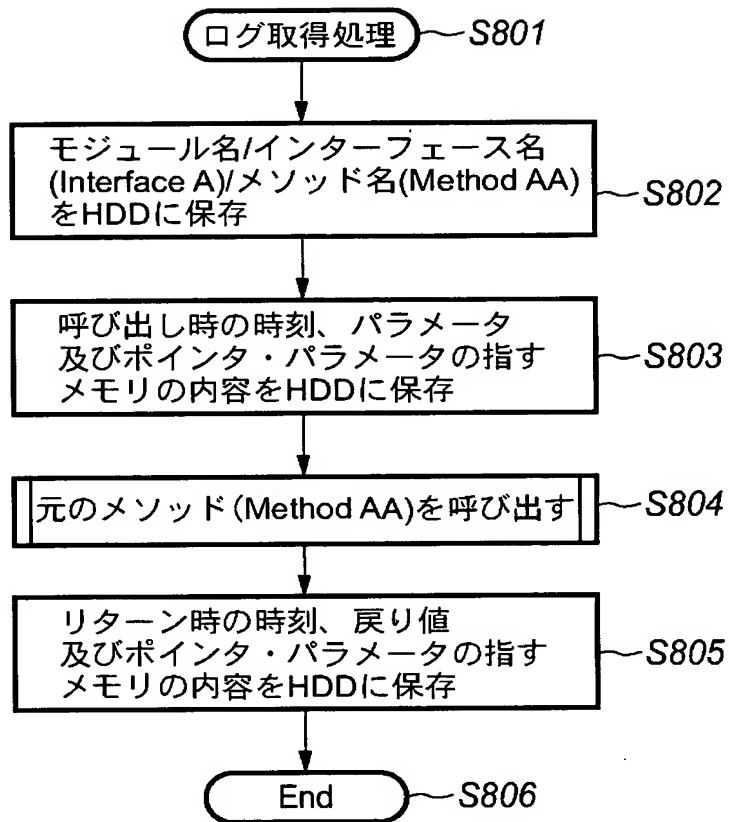 ログ取得処理 S801
モジュール名/インターフェース名
(Interface A)/メソッド名(Method AA)
をHDDに保存
S802
呼び出し時の時刻、パラメータ
及びポインタ・パラメータの指す
メモリの内容をHDDに保存
S803
元のメソッド(Method AA)を呼び出す S804
リターン時の時刻、戻り値
及びポインタ・パラメータの指す
メモリの内容をHDDに保存
S805
End S806